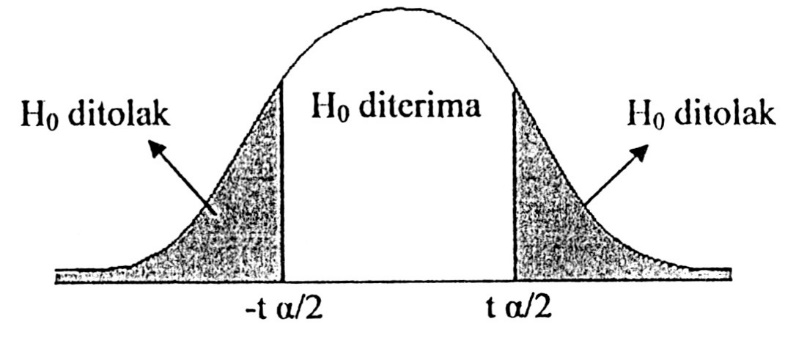 H₀ ditolak
H₀ diterima
H₀ ditolak
-t α/2
t α/2